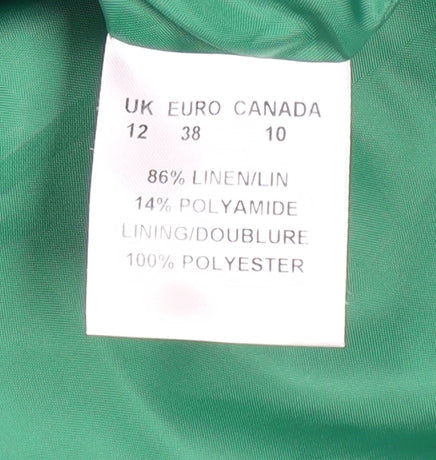 UK EURO CANADA
12 38 10
86% LINEN/LIN
14% POLYAMIDE
LINING/DOUBLURE
100% POLYESTER